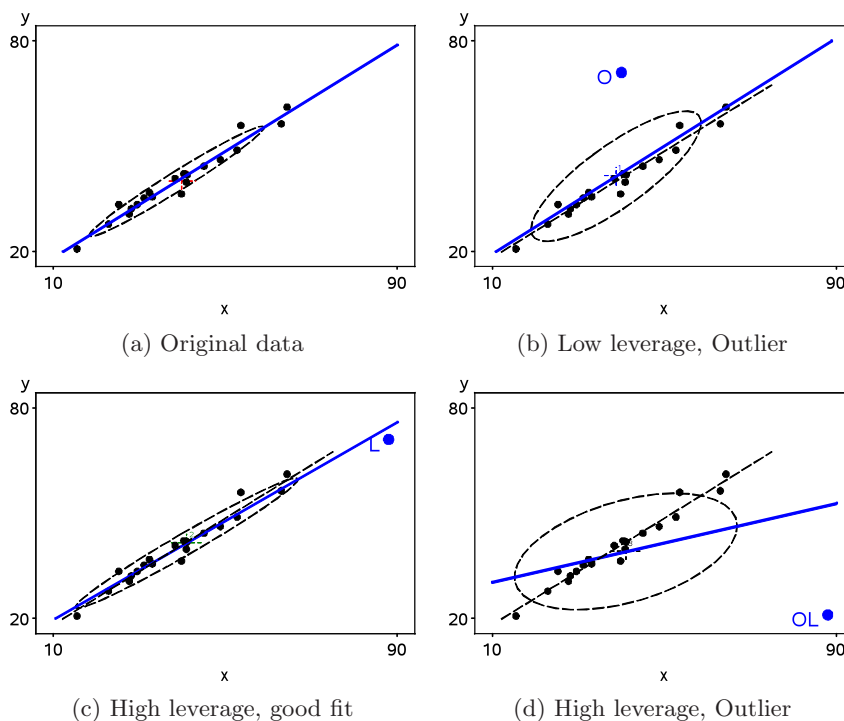 y
80
20
10
90
x
(a) Original data
80
O
20
10
90
x
(b) Low leverage, Outlier
y
80
L
20
10
90
x
(c) High leverage, good fit
80
20
OL
10
90
x
(d) High leverage, Outlier